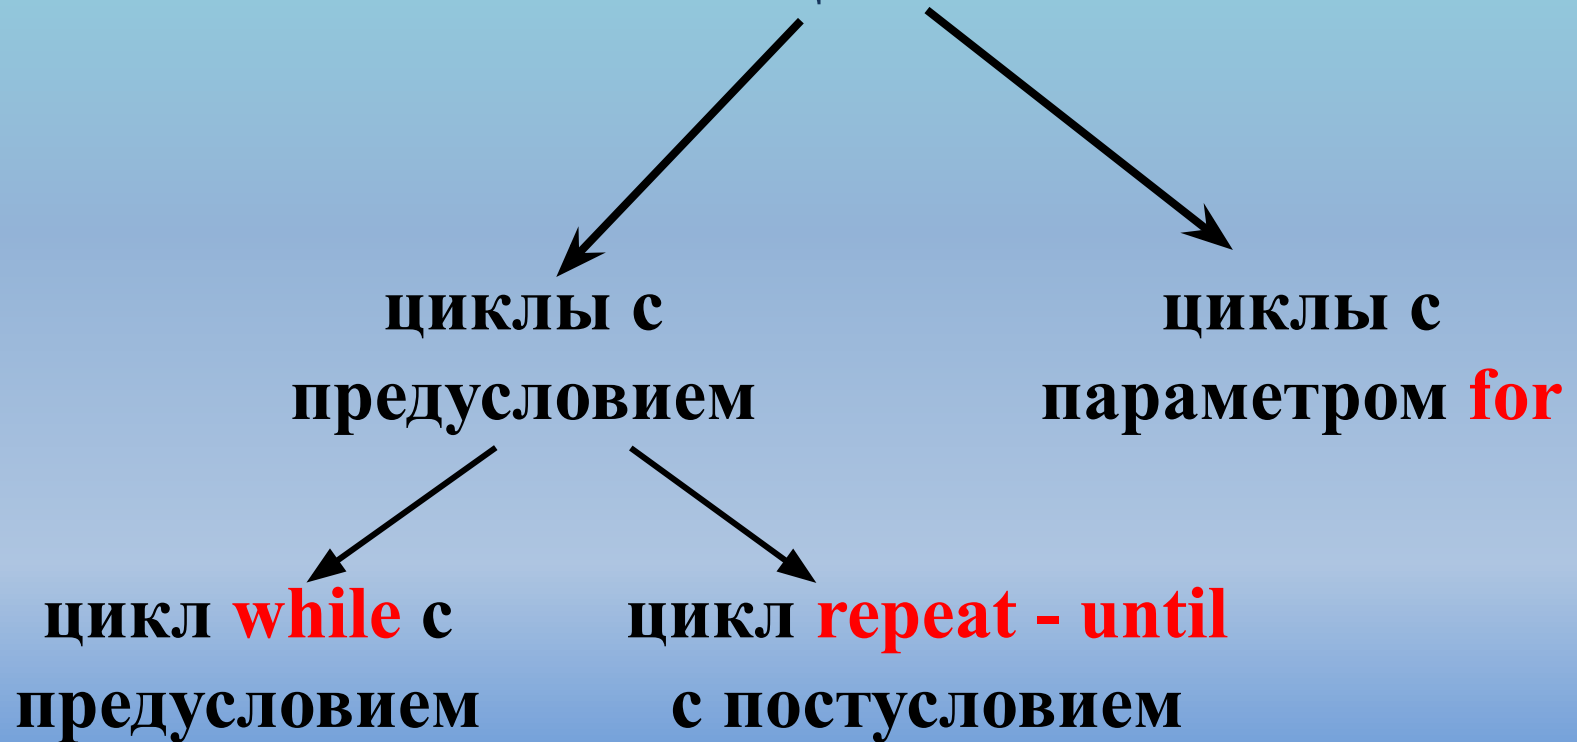 циклы с
предусловием
циклы с
параметром for
цикл while с
предусловием
цикл repeat - until
с постусловием